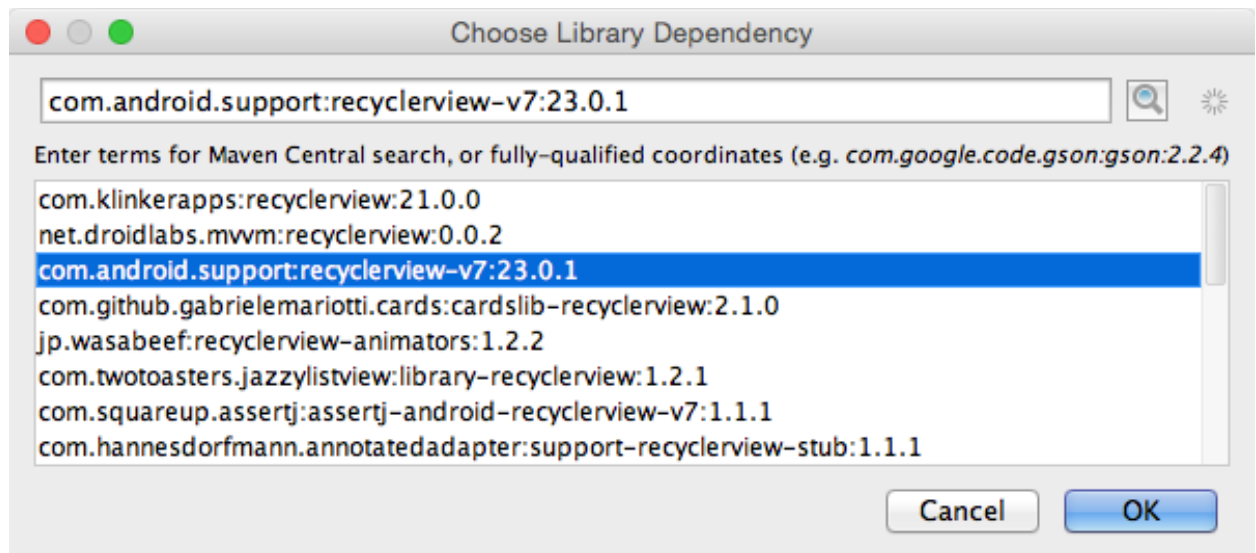 Choose Library Dependency
com.android.support:recyclerview-v7:23.0.1
Enter terms for Maven Central search, or fully-qualified coordinates (e.g. com.google.code.gson:gson:2.2.4)
com.klinkerapps:recyclerview:21.0.0
net.droidlabs.mvvm:recyclerview:0.0.2
com.android.support:recyclerview-v7:23.0.1
com.github.gabrielemariotti.cards:cardslib-recyclerview:2.1.0
jp.wasabeef:recyclerview-animators:1.2.2
com.twotoasters.jazzylistview:library-recyclerview:1.2.1
com.squareup.assertj:assertj-android-recyclerview-v7:1.1.1
com.hannesdorfmann.annotatedadapter:support-recyclerview-stub:1.1.1
Cancel OK